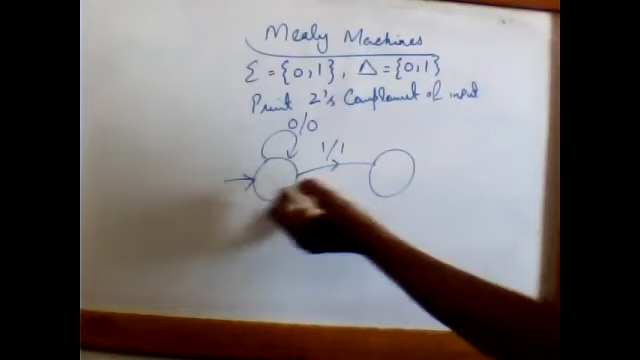 Mealy Machines
Σ = {0,1}, Δ = {0,1}
Print 2's Complement of input
0/0
1/1